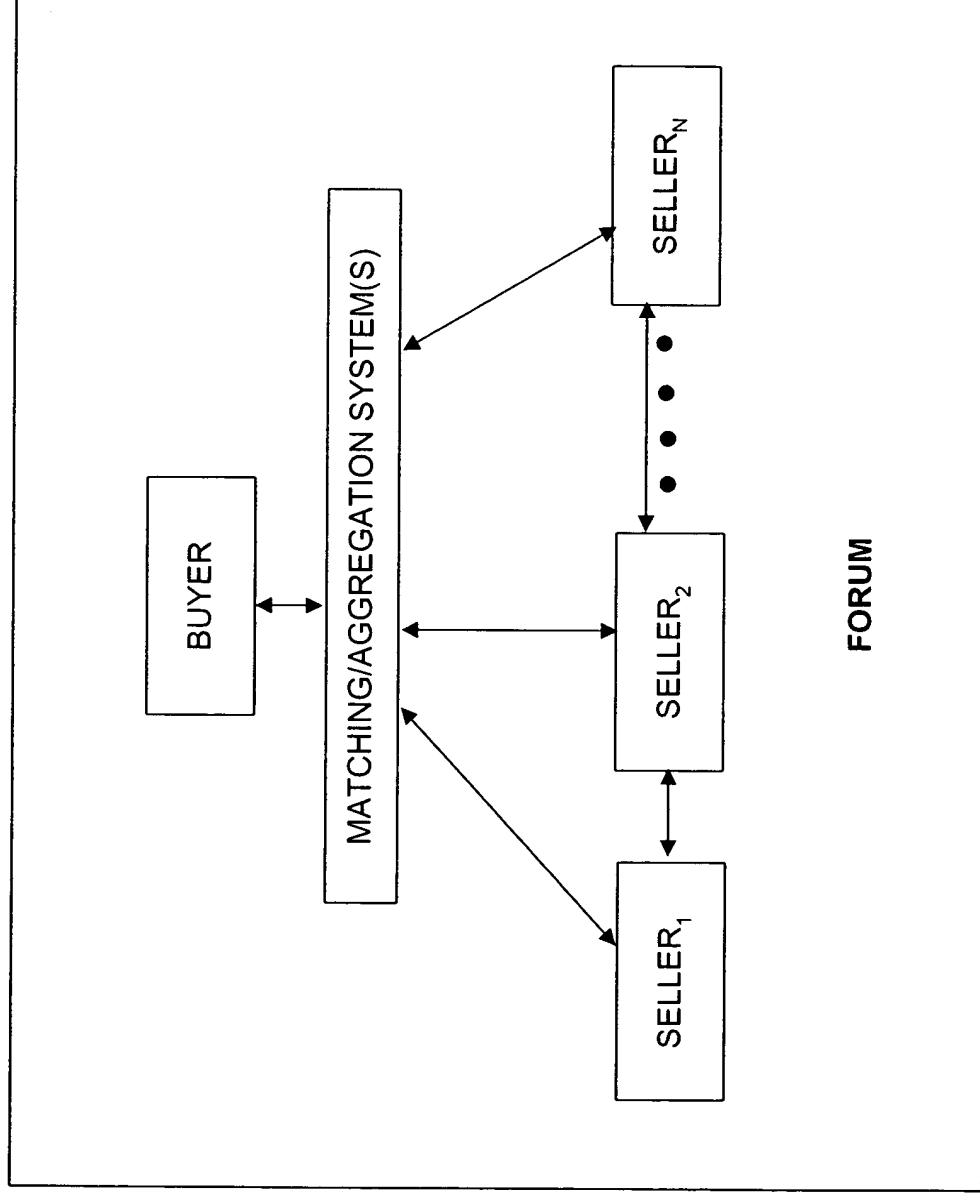 BUYER
MATCHING/AGGREGATION SYSTEM(S)
SELLER₁
SELLER₂
SELLERN
FORUM